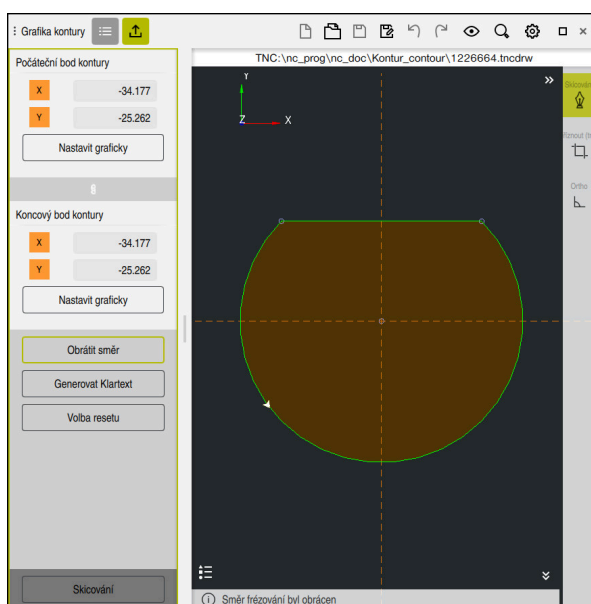 Grafika kontury
TNC:\nc_prog\nc_doc\Kontur_contour\1226664.tncdrw
Počáteční bod kontury
X -34.177
Y -25.262
Nastavit graficky
Koncový bod kontury
X -34.177
Y -25.262
Nastavit graficky
Obrátit směr
Generovat Klartext
Volba resetu
Skicování
Y
Z X
Skicování
Ortho
Směr frézování byl obrácen